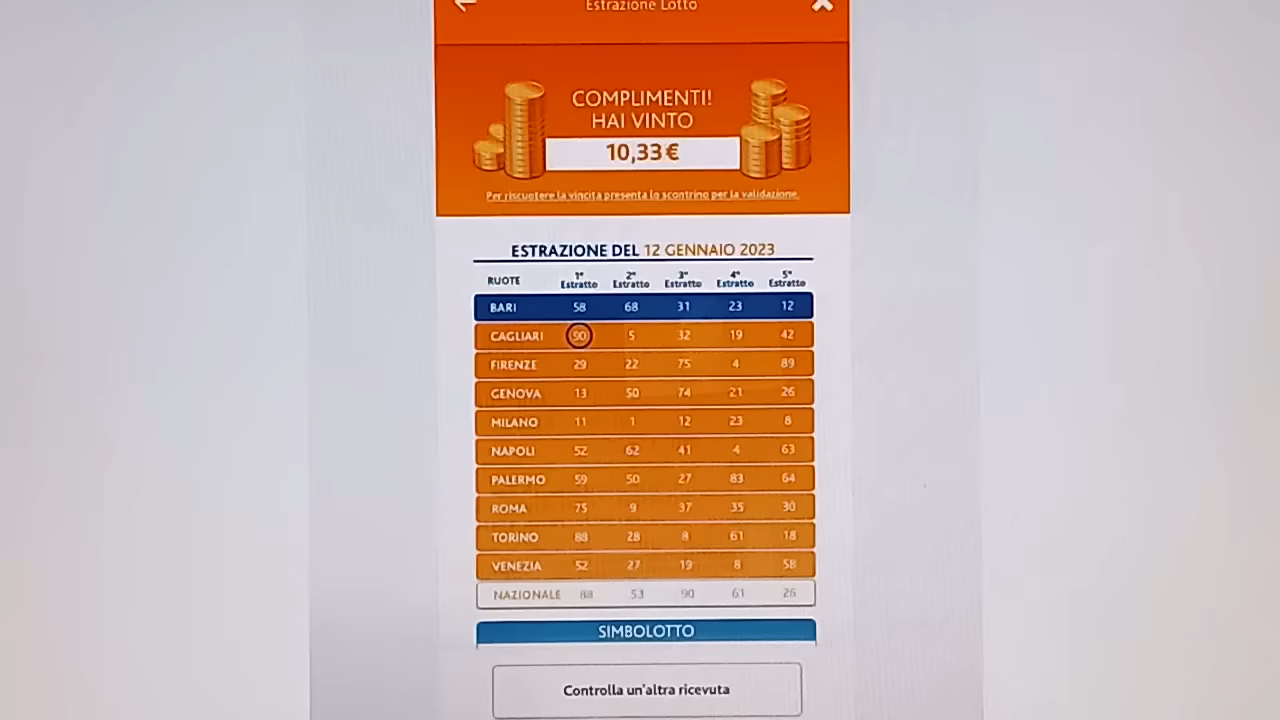 Estrazione Lotto
COMPLIMENTI!
HAI VINTO
10,33 €
Per riscuotere la vincita presenta lo scontrino per la validazione.
ESTRAZIONE DEL 12 GENNAIO 2023
RUOTE 1° Estratto 2° Estratto 3° Estratto 4° Estratto 5° Estratto
BARI 58 68 31 23 12
CAGLIARI 90 5 32 19 42
FIRENZE 29 22 75 4 89
GENOVA 13 50 74 21 26
MILANO 11 1 12 23 8
NAPOLI 52 62 41 4 63
PALERMO 59 50 27 83 64
ROMA 75 9 37 35 30
TORINO 88 28 8 61 18
VENEZIA 52 27 19 8 58
NAZIONALE 88 53 90 61 26
SIMBOLOTTO
Controlla un'altra ricevuta